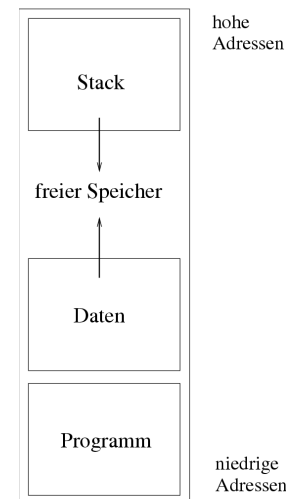 hohe
Adressen
Stack
freier Speicher
Daten
Programm
niedrige
Adressen